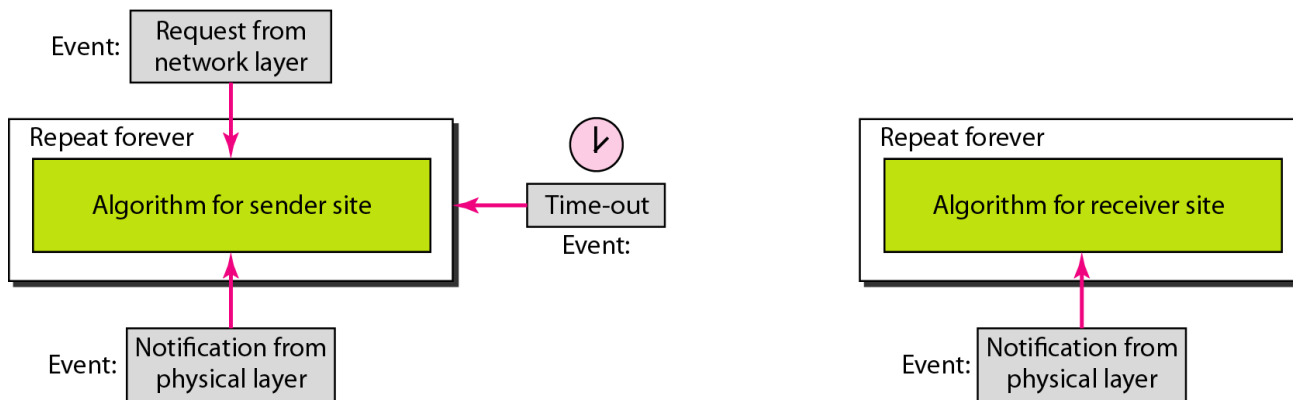 Event:
Request from
network layer
Repeat forever
Algorithm for sender site
Time-out
Event:
Event:
Notification from
physical layer
Repeat forever
Algorithm for receiver site
Event:
Notification from
physical layer